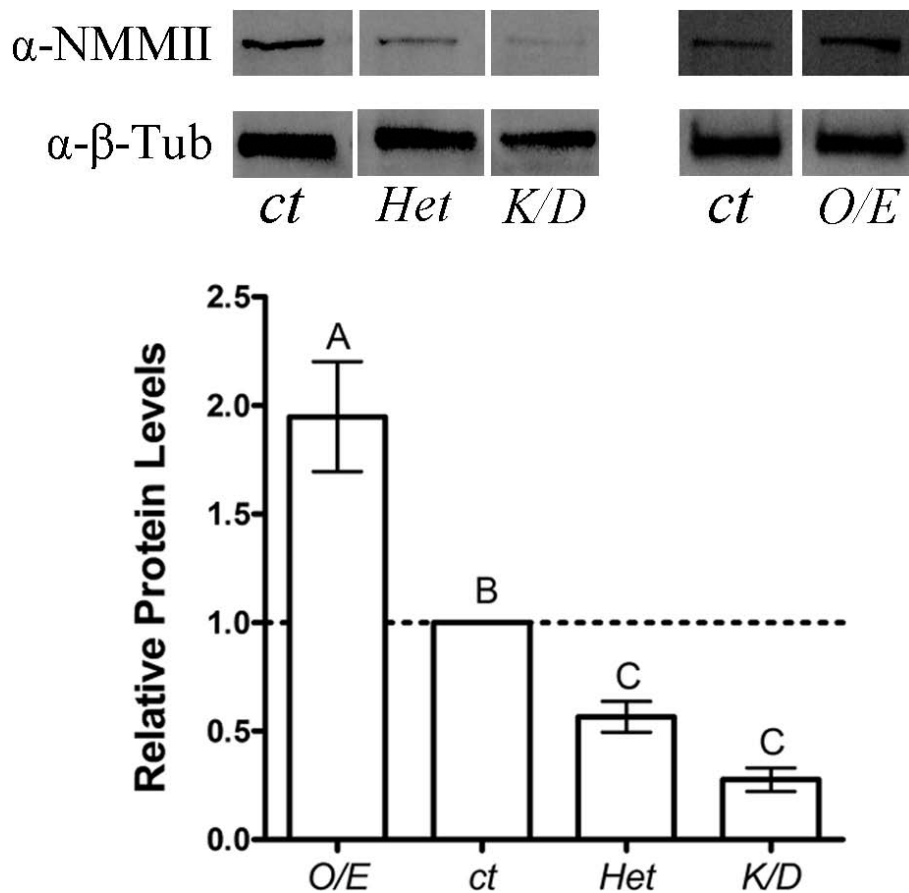 α-NMMII
α-β-Tub
ct Het K/D ct O/E
Relative Protein Levels
2.5
2.0
1.5
1.0
0.5
0.0
A
B
C
C
O/E ct Het K/D